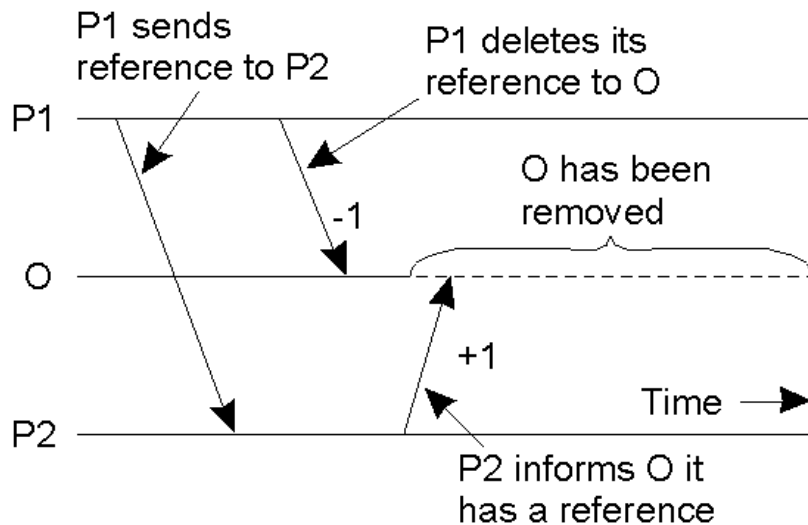 P1 sends
reference to P2
P1 deletes its
reference to O
P1
O has been
removed
-1
O
+1
Time
P2
P2 informs O it
has a reference